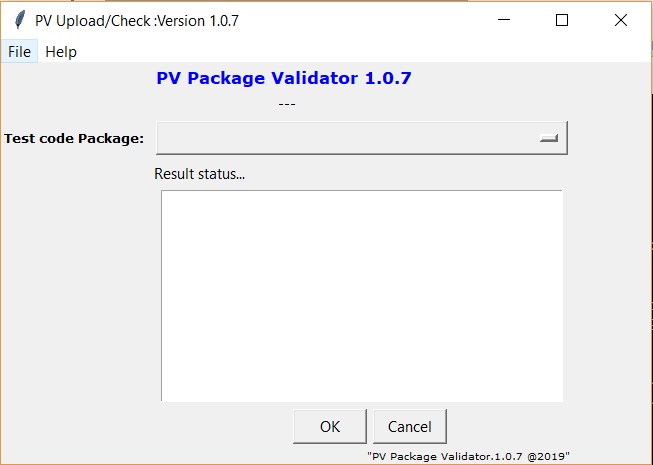 PV Upload/Check :Version 1.0.7
File Help
PV Package Validator 1.0.7
---
Test code Package:
Result status...
OK Cancel
"PV Package Validator.1.0.7 @2019"